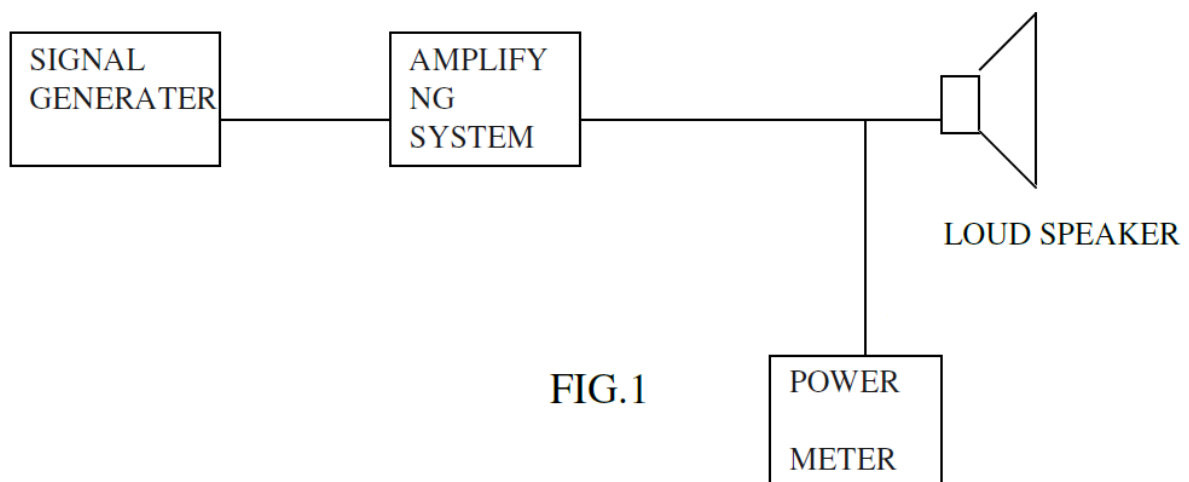 SIGNAL
GENERATER
AMPLIFY
NG
SYSTEM
LOUD SPEAKER
FIG.1
POWER
METER